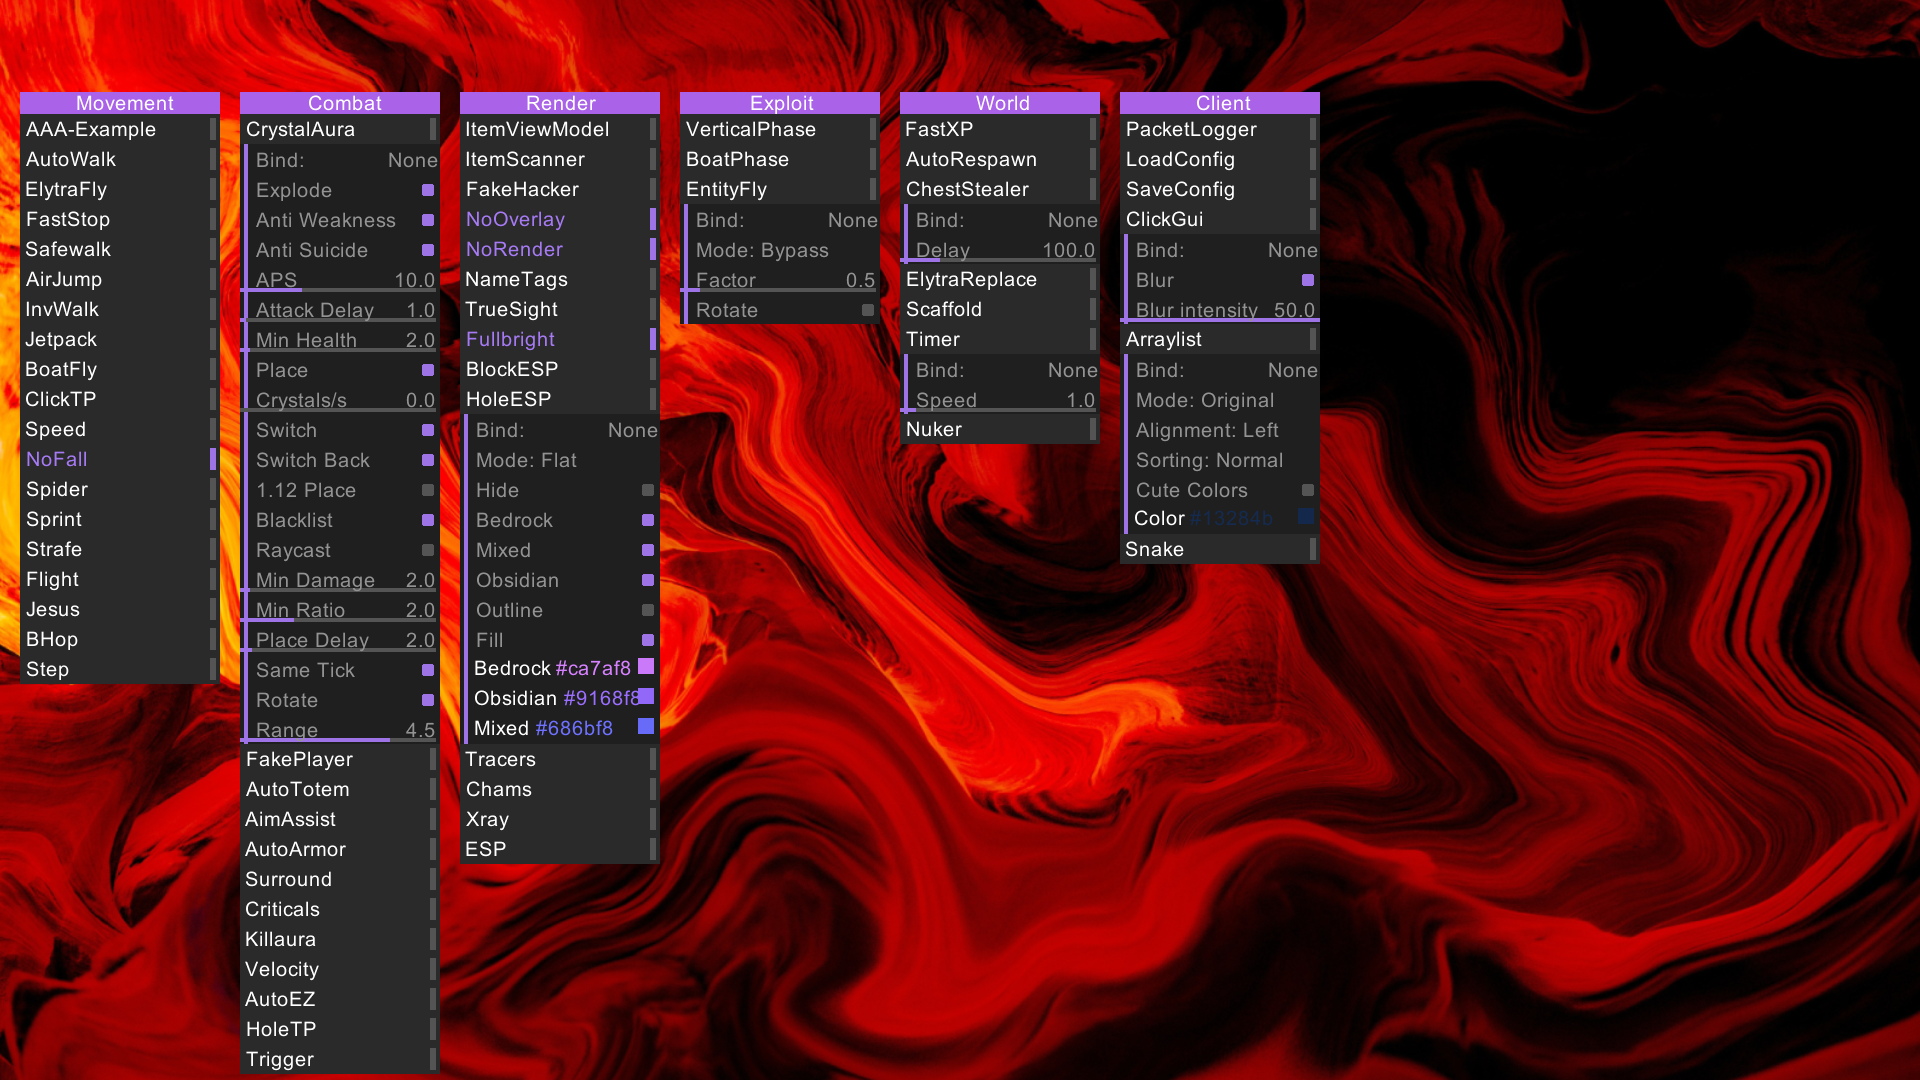 Movement
AAA-Example
AutoWalk
ElytraFly
FastStop
Safewalk
AirJump
InvWalk
Jetpack
BoatFly
ClickTP
Speed
NoFall
Spider
Sprint
Strafe
Flight
Jesus
BHop
Step
Combat
CrystalAura
Bind: None
Explode
Anti Weakness
Anti Suicide
APS 10.0
Attack Delay 1.0
Min Health 2.0
Place
Crystals/s 0.0
Switch
Switch Back
1.12 Place
Blacklist
Raycast
Min Damage 2.0
Min Ratio 2.0
Place Delay 2.0
Same Tick
Rotate
Range 4.5
FakePlayer
AutoTotem
AimAssist
AutoArmor
Surround
Criticals
Killaura
Velocity
AutoEZ
HoleTP
Trigger
Render
ItemViewModel
ItemScanner
FakeHacker
NoOverlay
NoRender
NameTags
TrueSight
Fullbright
BlockESP
HoleESP
Bind: None
Mode: Flat
Hide
Bedrock
Mixed
Obsidian
Outline
Fill
Bedrock #ca7af8
Obsidian #9168f8
Mixed #686bf8
Tracers
Chams
Xray
ESP
Exploit
VerticalPhase
BoatPhase
EntityFly
Bind: None
Mode: Bypass
Factor 0.5
Rotate
World
FastXP
AutoRespawn
ChestStealer
Bind: None
Delay 100.0
ElytraReplace
Scaffold
Timer
Bind: None
Speed 1.0
Nuker
Client
PacketLogger
LoadConfig
SaveConfig
ClickGui
Bind: None
Blur
Blur intensity 50.0
Arraylist
Bind: None
Mode: Original
Alignment: Left
Sorting: Normal
Cute Colors
Color #13284b
Snake